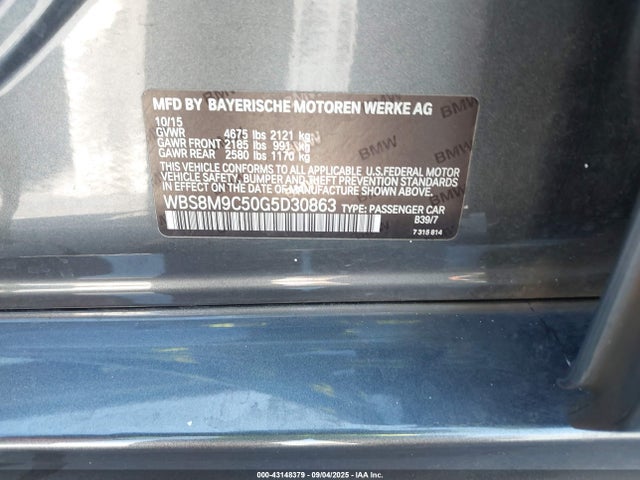 MFD BY BAYERISCHE MOTOREN WERKE AG
10/15
GVWR 4675 lbs 2121 kg
GAWR FRONT 2185 lbs 991 kg
GAWR REAR 2580 lbs 1170 kg
THIS VEHICLE CONFORMS TO ALL APPLICABLE U.S.FEDERAL MOTOR
VEHICLE SAFETY, BUMPER, AND THEFT PREVENTION STANDARDS
IN EFFECT ON THE DATE OF MANUFACTURE SHOWN ABOVE.
WBS8M9C50G5D30863 TYPE: PASSENGER CAR
B39/7
7 315 814
000-43148379 - 09/04/2025 - IAA, Inc.